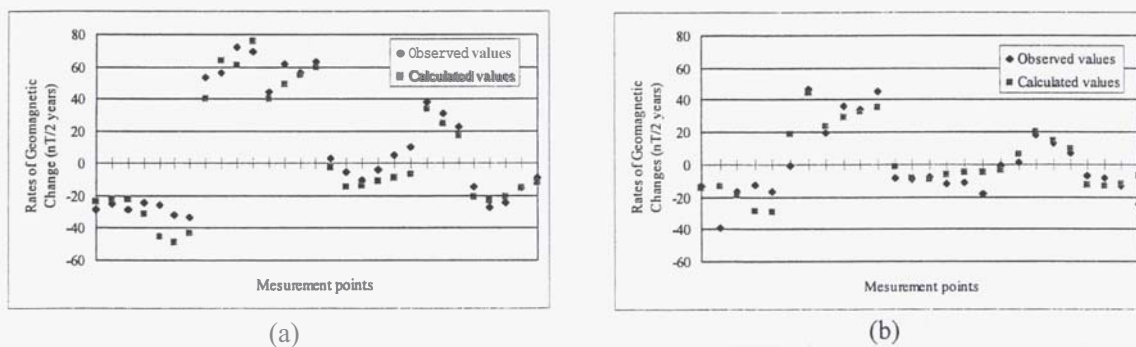 80
60
40
20
0
-20
-40
-60
Rates of Geomagnetic
Change (nT/2 years)
Observed values
Calculated values
Mesurement points
(a)
80
60
40
20
0
-20
-40
-60
Rates of Geomagnetic
Changes (nT/2 years)
Observed values
Calculated values
Mesurement points
(b)